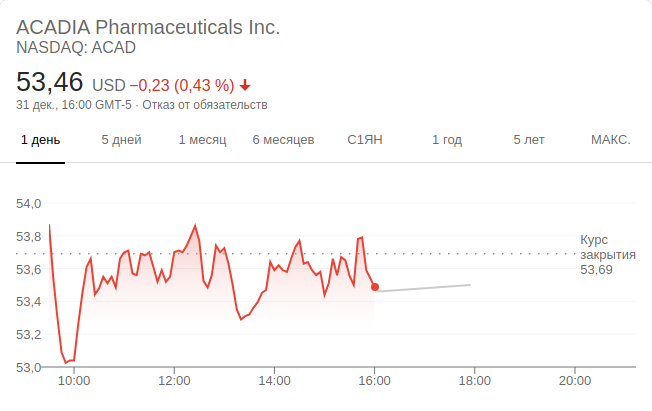 ACADIA Pharmaceuticals Inc.
NASDAQ: ACAD
53,46 USD −0,23 (0,43 %)
31 дек., 16:00 GMT-5 · Отказ от обязательств
1 день 5 дней 1 месяц 6 месяцев С1ЯН 1 год 5 лет МАКС.
54,0
53,8
53,6
53,4
53,2
53,0
Курс
закрытия
53,69
10:00 12:00 14:00 16:00 18:00 20:00